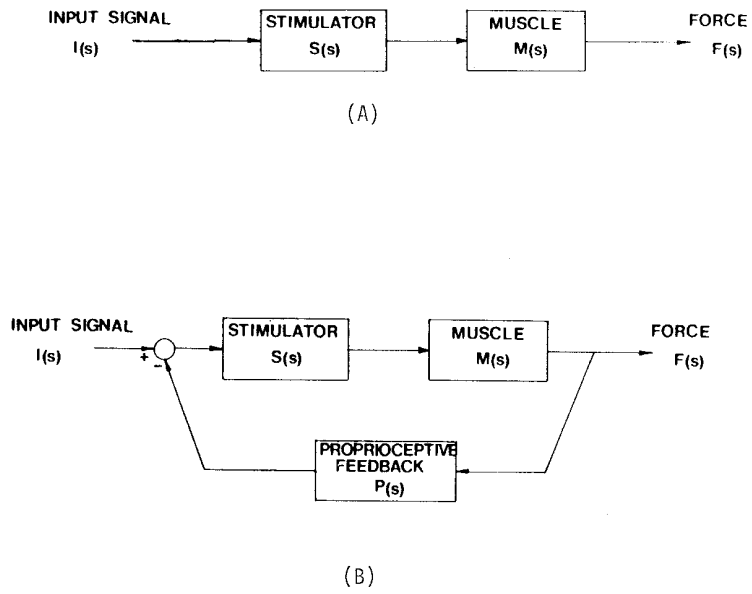 INPUT SIGNAL
I(s)
STIMULATOR
S(s)
MUSCLE
M(s)
FORCE
F(s)
(A)
INPUT SIGNAL
I(s)
+
-
STIMULATOR
S(s)
MUSCLE
M(s)
FORCE
F(s)
PROPRIOCEPTIVE
FEEDBACK
P(s)
(B)